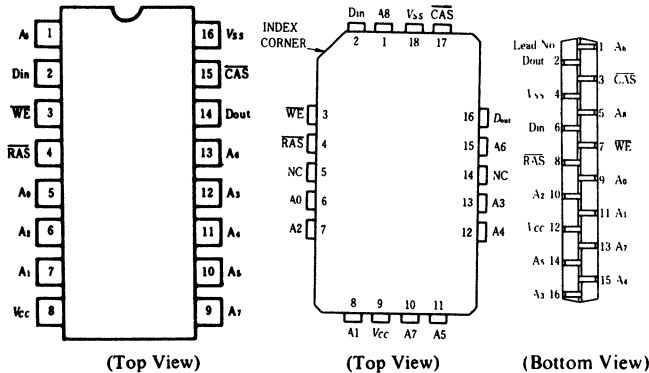 A₈ 1 16 Vss
Din 2 15 CAS
WE 3 14 Dout
RAS 4 13 A₆
A₀ 5 12 A₃
A₂ 6 11 A₄
A₁ 7 10 A₅
Vcc 8 9 A₇
(Top View)
INDEX
CORNER
Din A8 Vss CAS
2 1 18 17
WE 3 16 Dout
RAS 4 15 A6
NC 5 14 NC
A0 6 13 A3
A2 7 12 A4
8 9 10 11
A1 Vcc A7 A5
(Top View)
Lead No 1 A₆
Dout 2
3 CAS
Vss 4
5 A₈
Din 6
7 WE
RAS 8
9 A₀
A₂ 10
11 A₁
Vcc 12
13 A₇
A₅ 14
15 A₄
A₃ 16
(Bottom View)